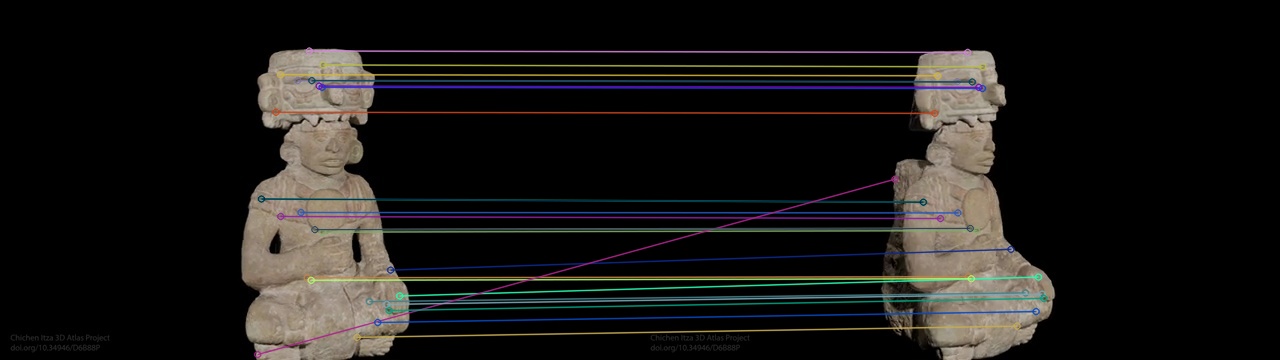 Chichen Itza 3D Atlas Project
doi.org/10.34946/D6B88P
Chichen Itza 3D Atlas Project
doi.org/10.34946/D6B88P